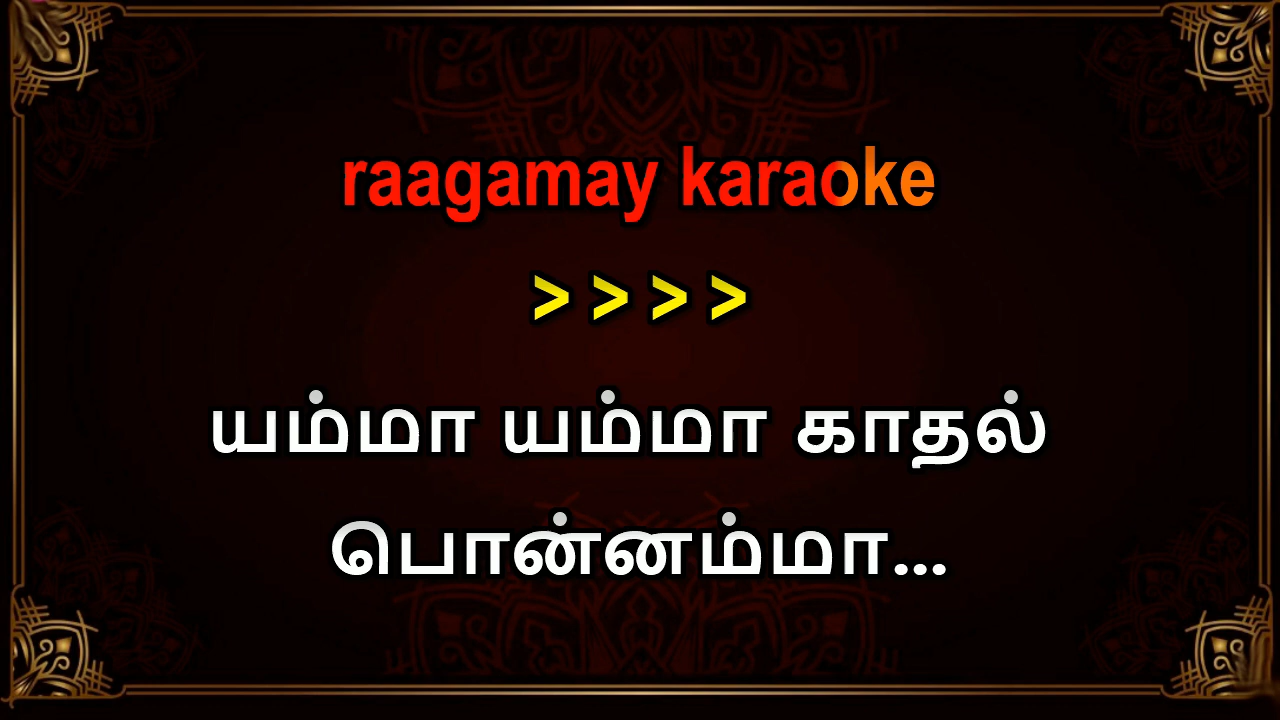 raagamay karaoke
> > > >
யம்மா யம்மா காதல்
பொன்னம்மா...